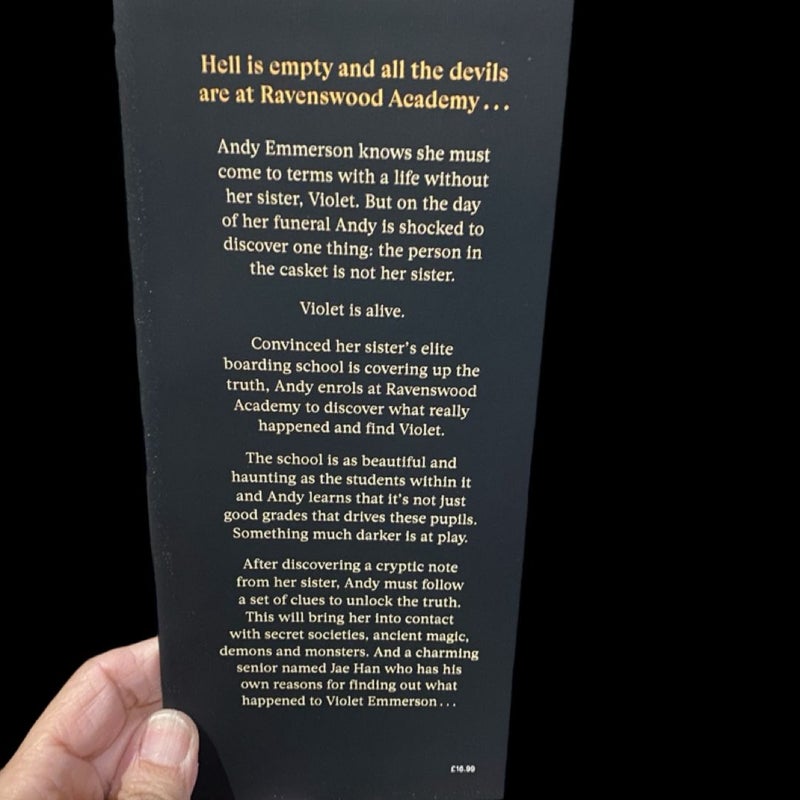 Hell is empty and all the devils
are at Ravenswood Academy...
Andy Emmerson knows she must
come to terms with a life without
her sister, Violet. But on the day
of her funeral Andy is shocked to
discover one thing: the person in
the casket is not her sister.
Violet is alive.
Convinced her sister's elite
boarding school is covering up the
truth, Andy enrols at Ravenswood
Academy to discover what really
happened and find Violet.
The school is as beautiful and
haunting as the students within it
and Andy learns that it's not just
good grades that drives these pupils.
Something much darker is at play.
After discovering a cryptic note
from her sister, Andy must follow
a set of clues to unlock the truth.
This will bring her into contact
with secret societies, ancient magic,
demons and monsters. And a charming
senior named Jae Han who has his
own reasons for finding out what
happened to Violet Emmerson...
£16.99